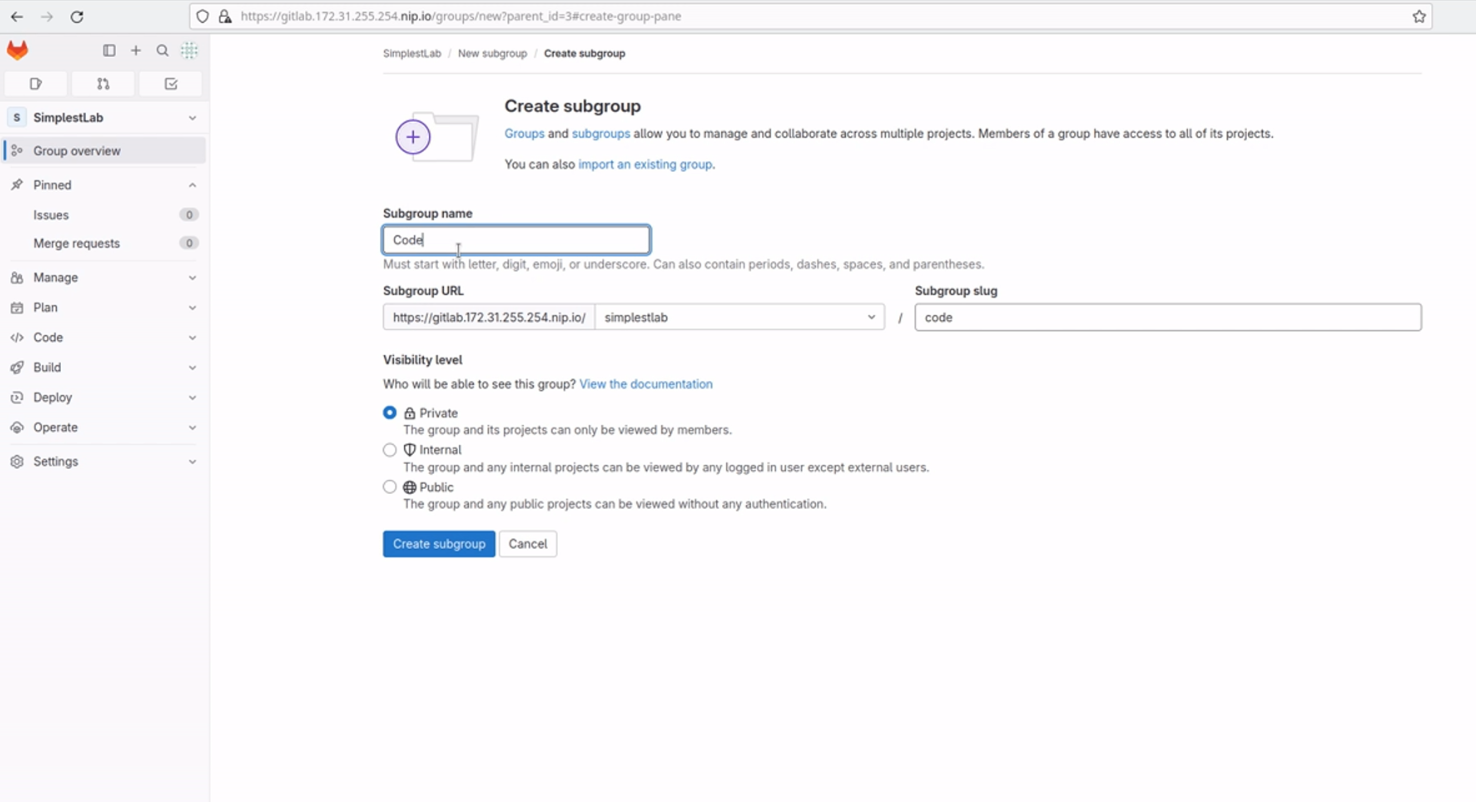 https://gitlab.172.31.255.254.nip.io/groups/new?parent_id=3#create-group-pane
SimplestLab / New subgroup / Create subgroup
S SimplestLab
Group overview
Pinned
Issues 0
Merge requests 0
Manage
Plan
Code
Build
Deploy
Operate
Settings
Create subgroup
Groups and subgroups allow you to manage and collaborate across multiple projects. Members of a group have access to all of its projects.
You can also import an existing group.
Subgroup name
Code
Must start with letter, digit, emoji, or underscore. Can also contain periods, dashes, spaces, and parentheses.
Subgroup URL Subgroup slug
https://gitlab.172.31.255.254.nip.io/ simplestlab / code
Visibility level
Who will be able to see this group? View the documentation
Private
The group and its projects can only be viewed by members.
Internal
The group and any internal projects can be viewed by any logged in user except external users.
Public
The group and any public projects can be viewed without any authentication.
Create subgroup Cancel